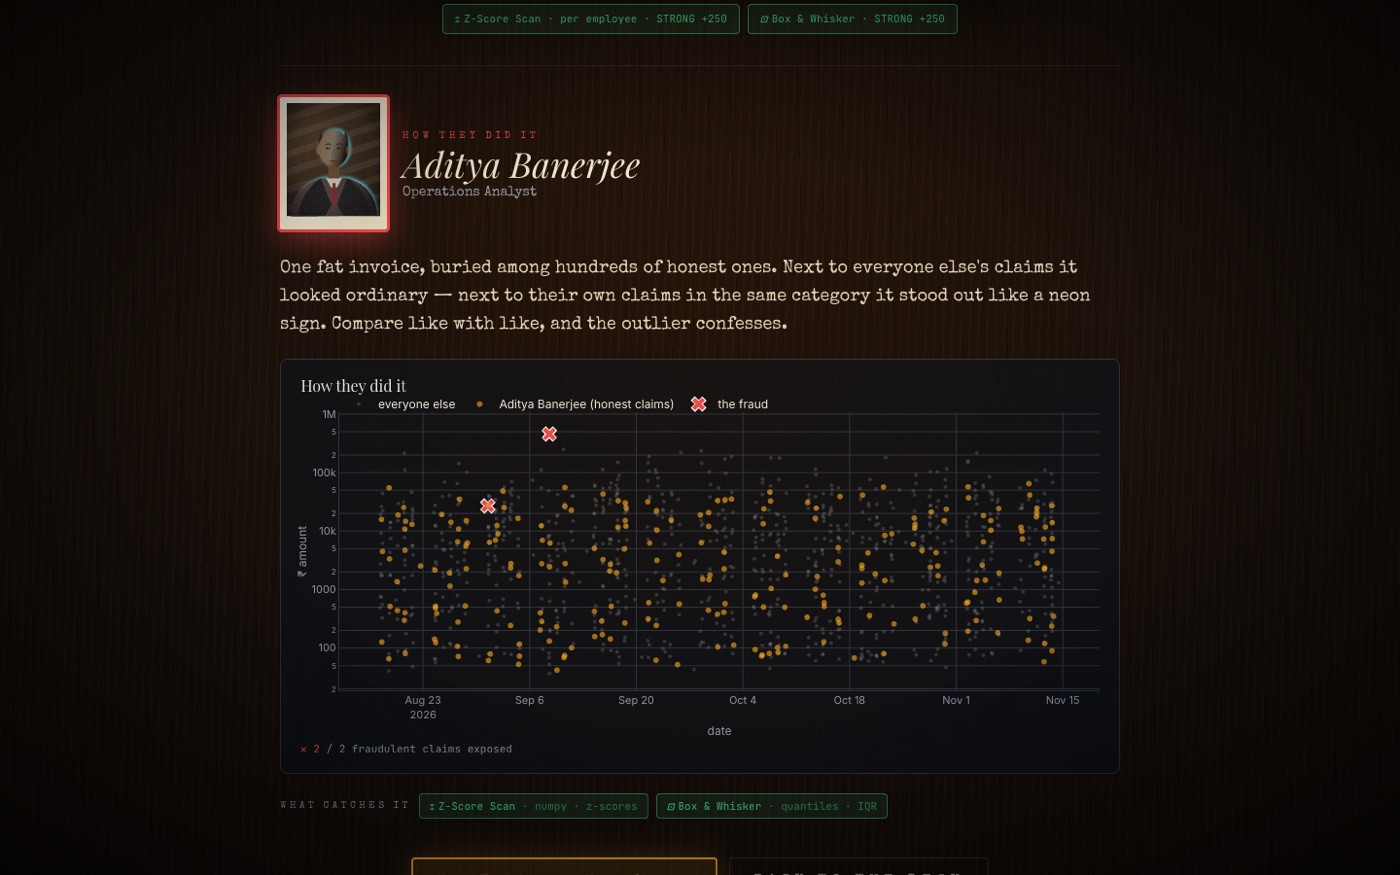 Z-Score Scan · per employee · STRONG +250
Box & Whisker · STRONG +250
HOW THEY DID IT
Aditya Banerjee
Operations Analyst
One fat invoice, buried among hundreds of honest ones. Next to everyone else's claims it
looked ordinary — next to their own claims in the same category it stood out like a neon
sign. Compare like with like, and the outlier confesses.
How they did it
everyone else
Aditya Banerjee (honest claims)
the fraud
1M
5
2
100k
5
2
10k
5
2
1000
5
2
100
5
2
₹ amount
Aug 23
2026
Sep 6
Sep 20
Oct 4
Oct 18
Nov 1
Nov 15
date
× 2 / 2 fraudulent claims exposed
WHAT CATCHES IT
Z-Score Scan · numpy · z-scores
Box & Whisker · quantiles · IQR